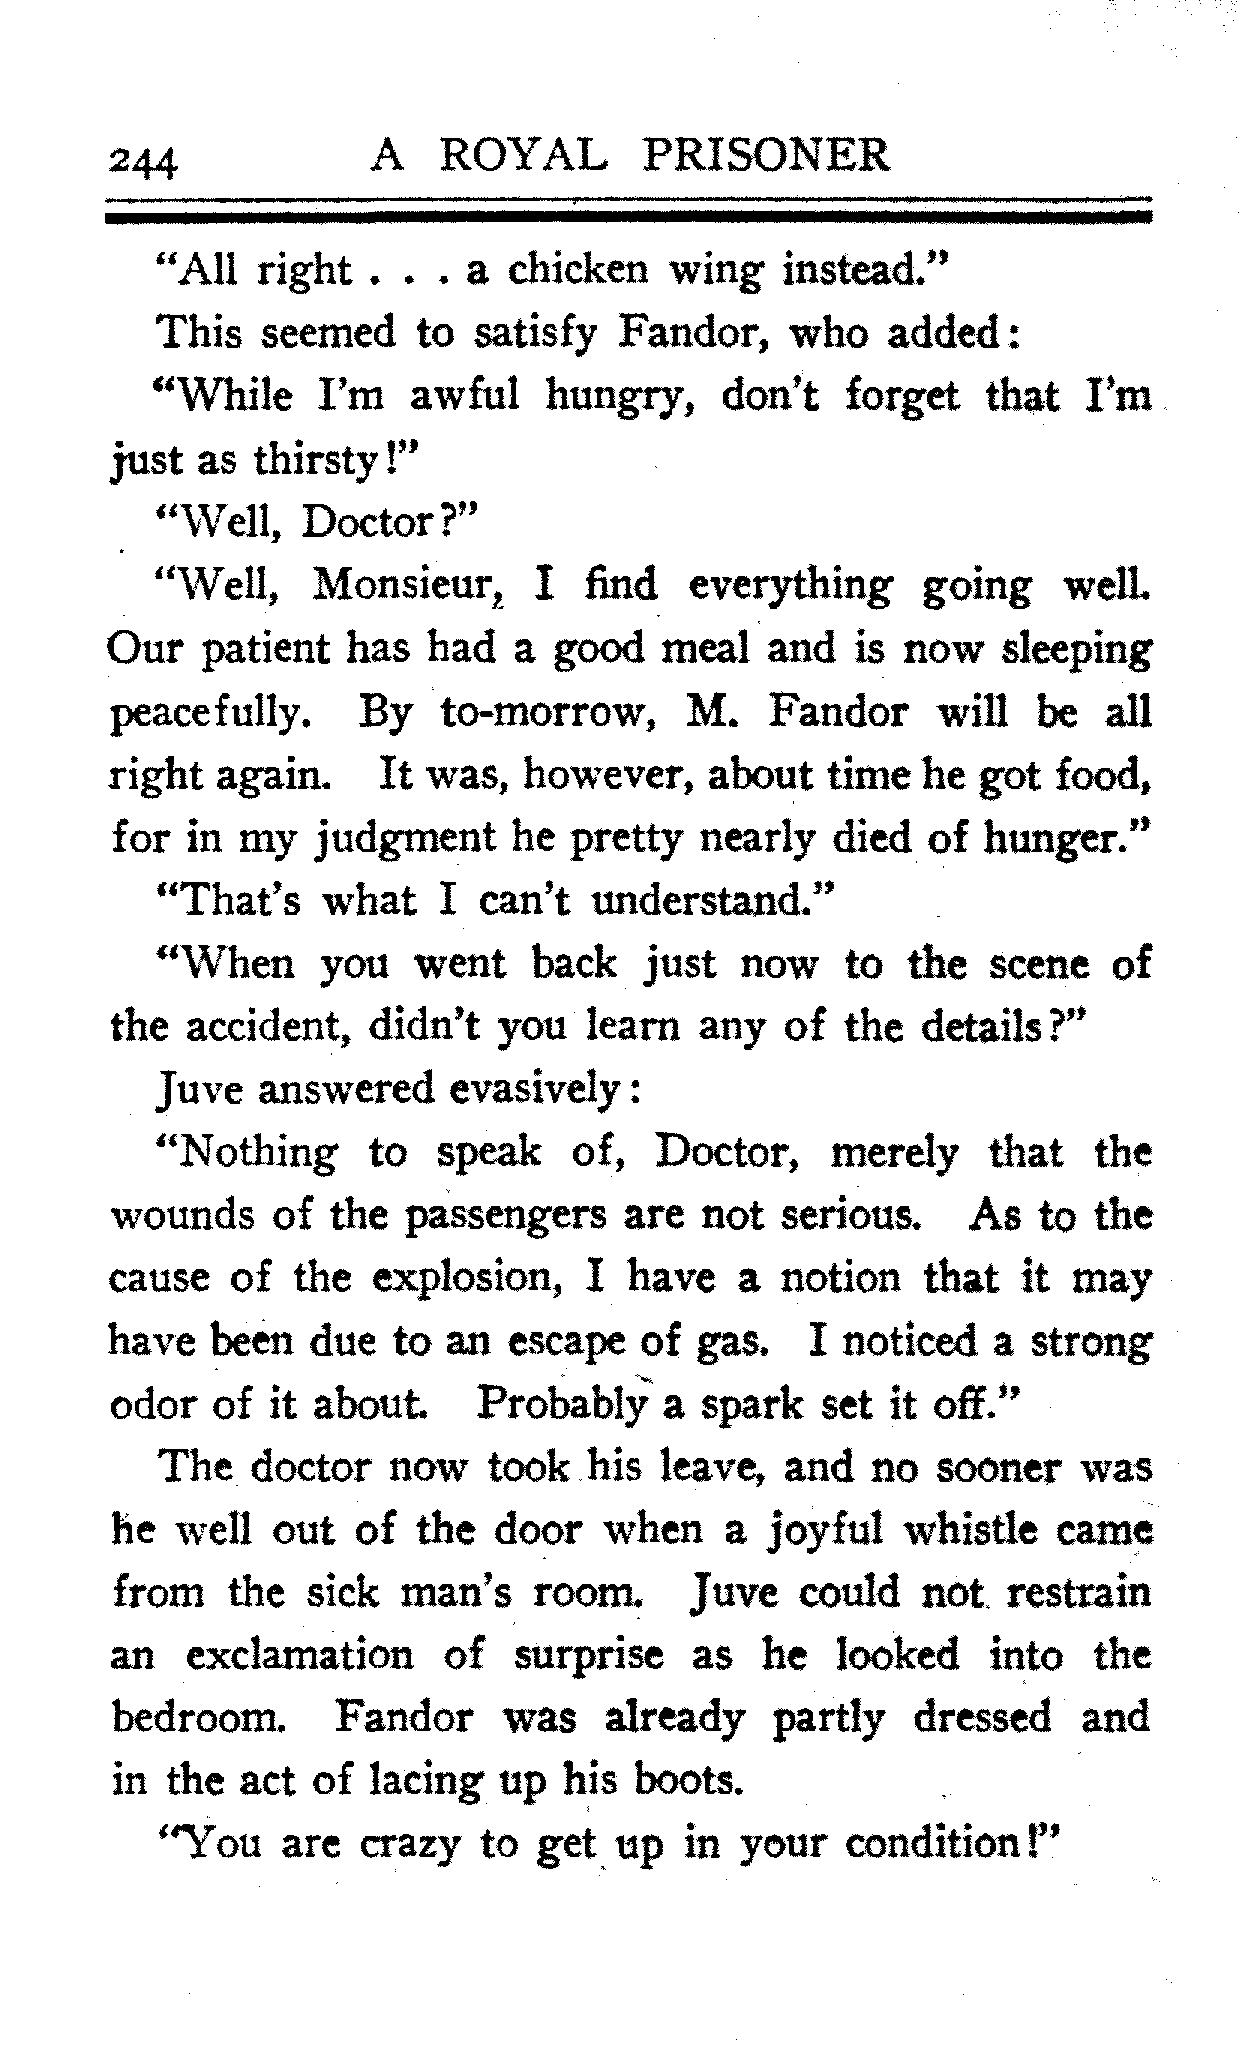 244 A ROYAL PRISONER
"All right . . . a chicken wing instead."
This seemed to satisfy Fandor, who added:
"While I'm awful hungry, don't forget that I'm
just as thirsty!"
"Well, Doctor?"
"Well, Monsieur, I find everything going well.
Our patient has had a good meal and is now sleeping
peacefully. By to-morrow, M. Fandor will be all
right again. It was, however, about time he got food,
for in my judgment he pretty nearly died of hunger."
"That's what I can't understand."
"When you went back just now to the scene of
the accident, didn't you learn any of the details?"
Juve answered evasively:
"Nothing to speak of, Doctor, merely that the
wounds of the passengers are not serious. As to the
cause of the explosion, I have a notion that it may
have been due to an escape of gas. I noticed a strong
odor of it about. Probably a spark set it off."
The doctor now took his leave, and no sooner was
he well out of the door when a joyful whistle came
from the sick man's room. Juve could not restrain
an exclamation of surprise as he looked into the
bedroom. Fandor was already partly dressed and
in the act of lacing up his boots.
"You are crazy to get up in your condition!"